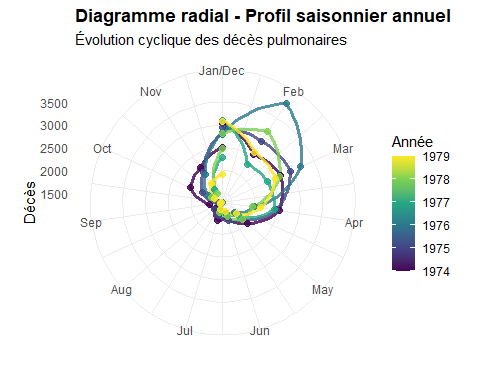 Diagramme radial - Profil saisonnier annuel
Évolution cyclique des décès pulmonaires
Jan/Dec
Feb
Mar
Apr
May
Jun
Jul
Aug
Sep
Oct
Nov
3500
3000
2500
2000
1500
Décès
Année
1979
1978
1977
1976
1975
1974